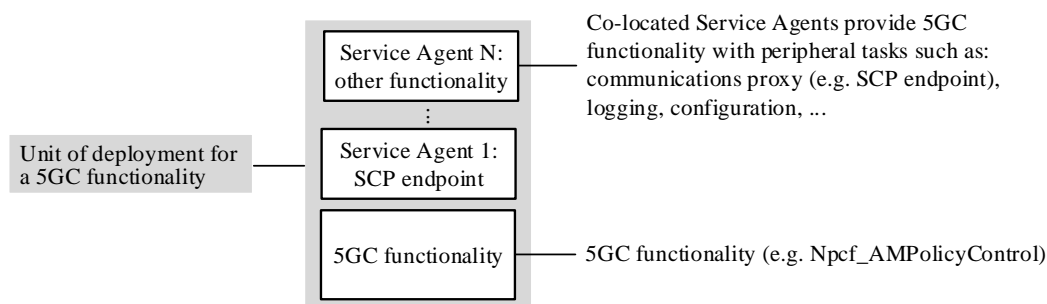 Service Agent N:
other functionality
⋮
Service Agent 1:
SCP endpoint
5GC functionality
Unit of deployment for
a 5GC functionality
Co-located Service Agents provide 5GC
functionality with peripheral tasks such as:
communications proxy (e.g. SCP endpoint),
logging, configuration, ...
5GC functionality (e.g. Npcf_AMPolicyControl)